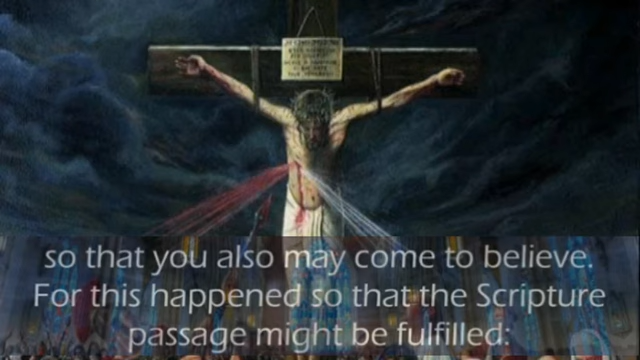 so that you also may come to believe.
For this happened so that the Scripture
passage might be fulfilled: